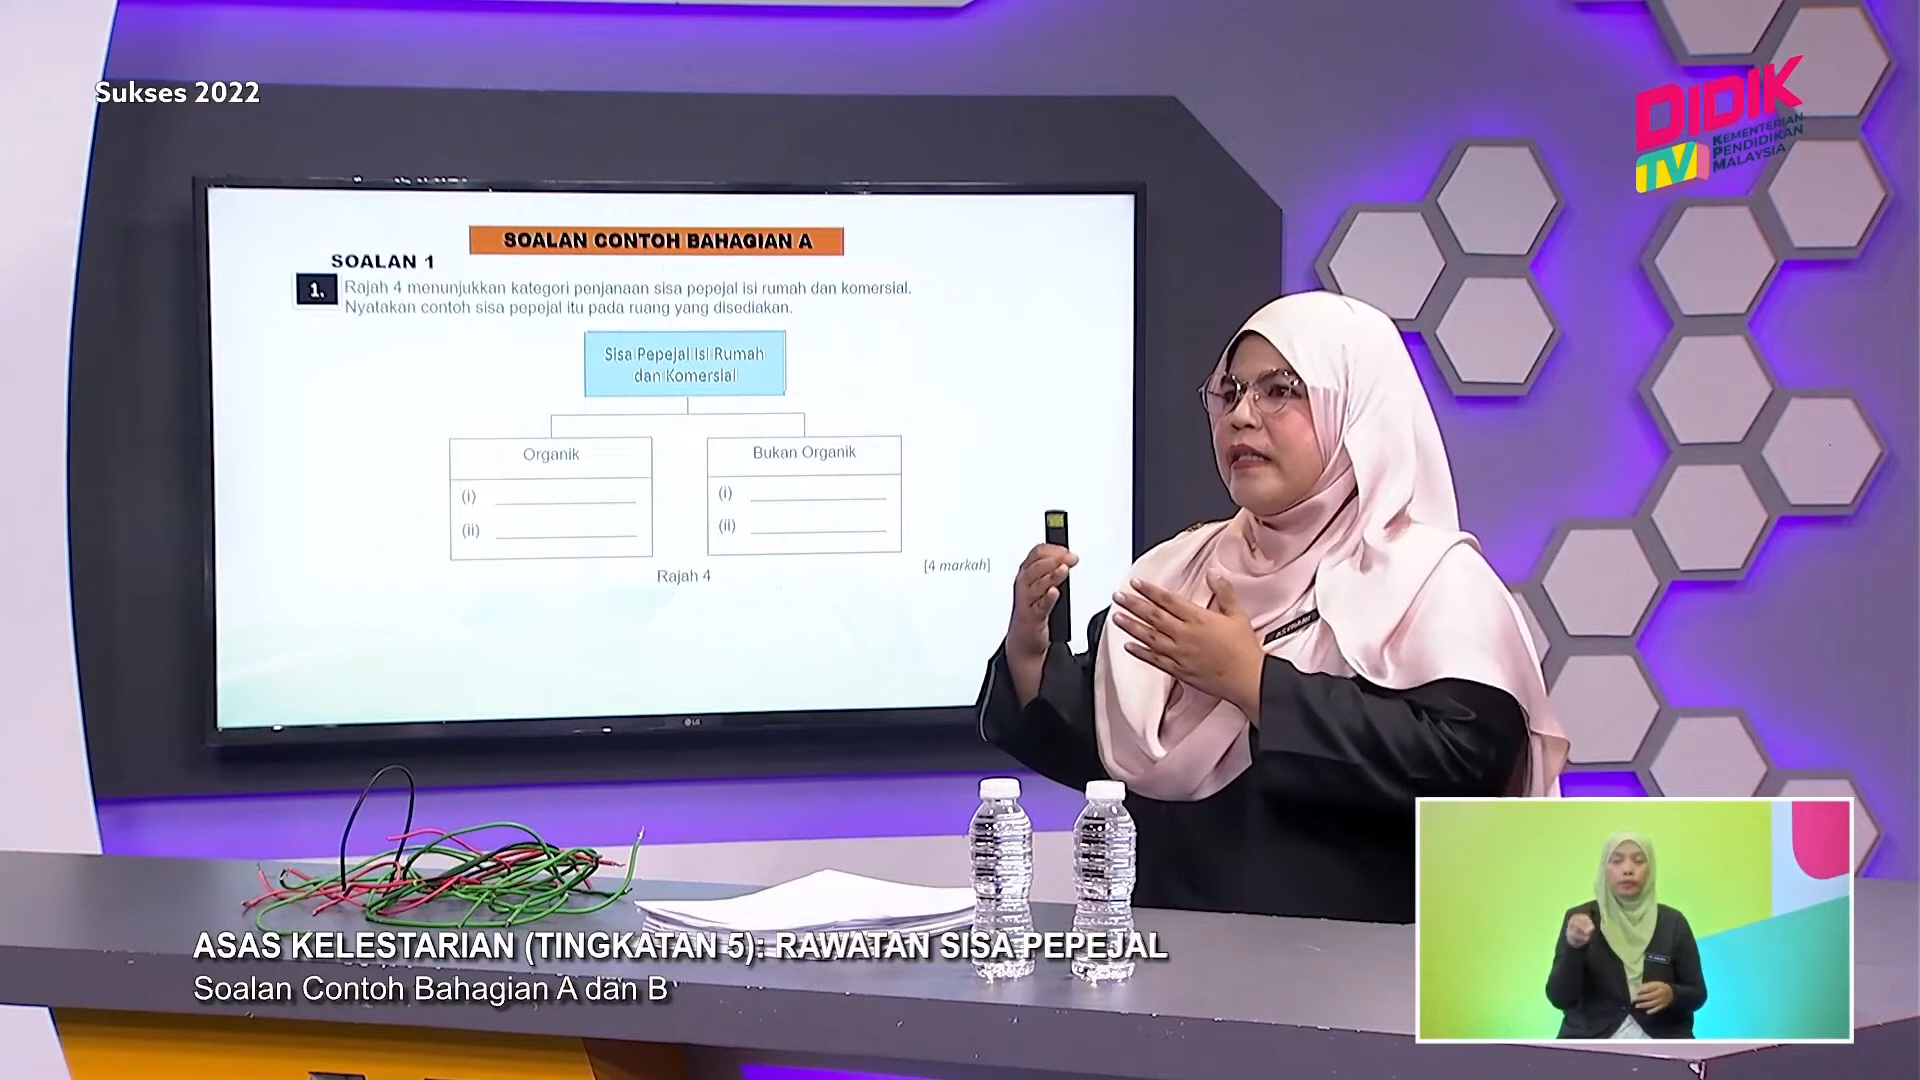 Sukses 2022
DIDIK
TV
KEMENTERIAN
PENDIDIKAN
MALAYSIA
SOALAN CONTOH BAHAGIAN A
SOALAN 1
1. Rajah 4 menunjukkan kategori penjanaan sisa pepejal isi rumah dan komersial.
Nyatakan contoh sisa pepejal itu pada ruang yang disediakan.
Sisa Pepejal Isi Rumah
dan Komersial
Organik
(i)
(ii)
Bukan Organik
(i)
(ii)
[4 markah]
Rajah 4
LG
ASAS KELESTARIAN (TINGKATAN 5): RAWATAN SISA PEPEJAL
Soalan Contoh Bahagian A dan B